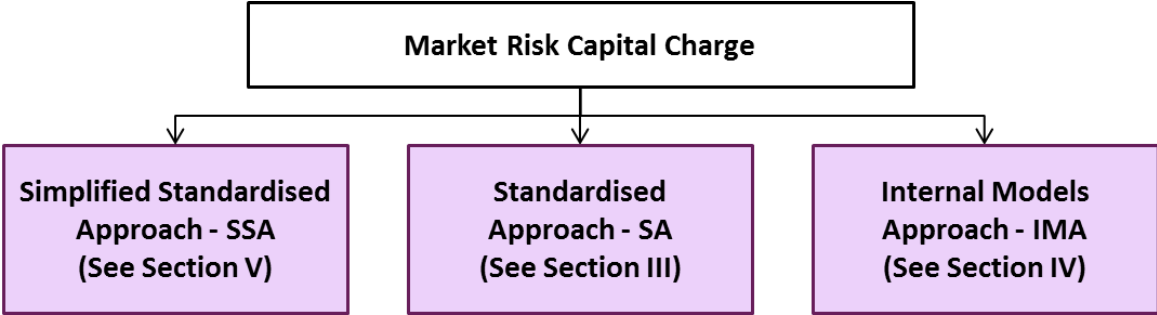 Market Risk Capital Charge
Simplified Standardised
Approach - SSA
(See Section V)
Standardised
Approach - SA
(See Section III)
Internal Models
Approach - IMA
(See Section IV)